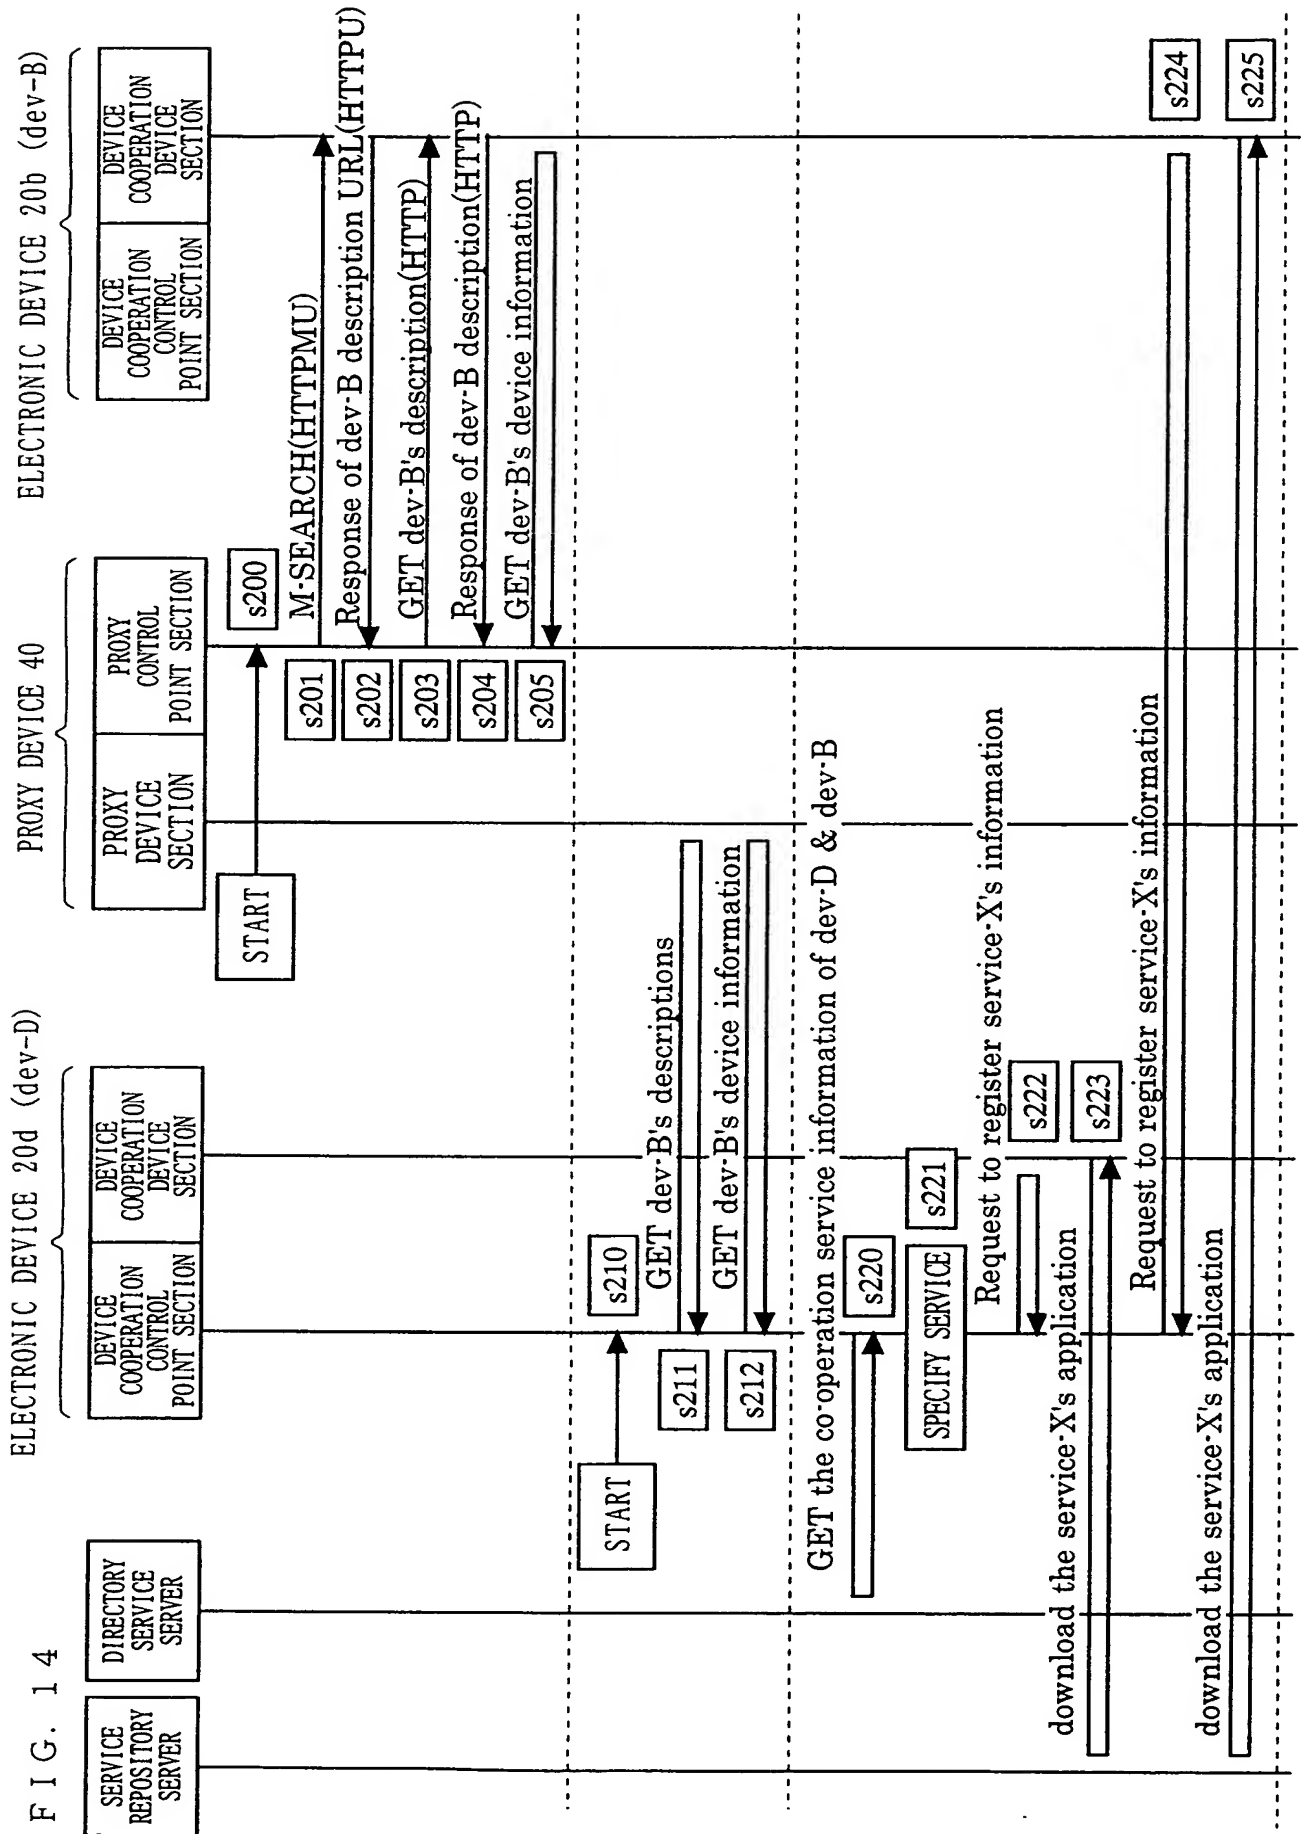 FIG. 14
SERVICE
REPOSITORY
SERVER
DIRECTORY
SERVICE
SERVER
ELECTRONIC DEVICE 20d (dev-D)
DEVICE
COOPERATION
CONTROL
POINT SECTION
DEVICE
COOPERATION
DEVICE
SECTION
PROXY DEVICE 40
PROXY
DEVICE
SECTION
PROXY
CONTROL
POINT SECTION
ELECTRONIC DEVICE 20b (dev-B)
DEVICE
COOPERATION
CONTROL
POINT SECTION
DEVICE
COOPERATION
DEVICE
SECTION
START
s200
s201
M-SEARCH(HTTPMU)
s202
Response of dev-B description URL(HTTPU)
s203
GET dev-B's description(HTTP)
s204
Response of dev-B description(HTTP)
s205
GET dev-B's device information
START
s210
s211
GET dev-B's descriptions
s212
GET dev-B's device information
GET the co-operation service information of dev-D & dev-B
s220
SPECIFY SERVICE
s221
Request to register service-X's information
s222
download the service-X's application
s223
Request to register service-X's information
s224
download the service-X's application
s225